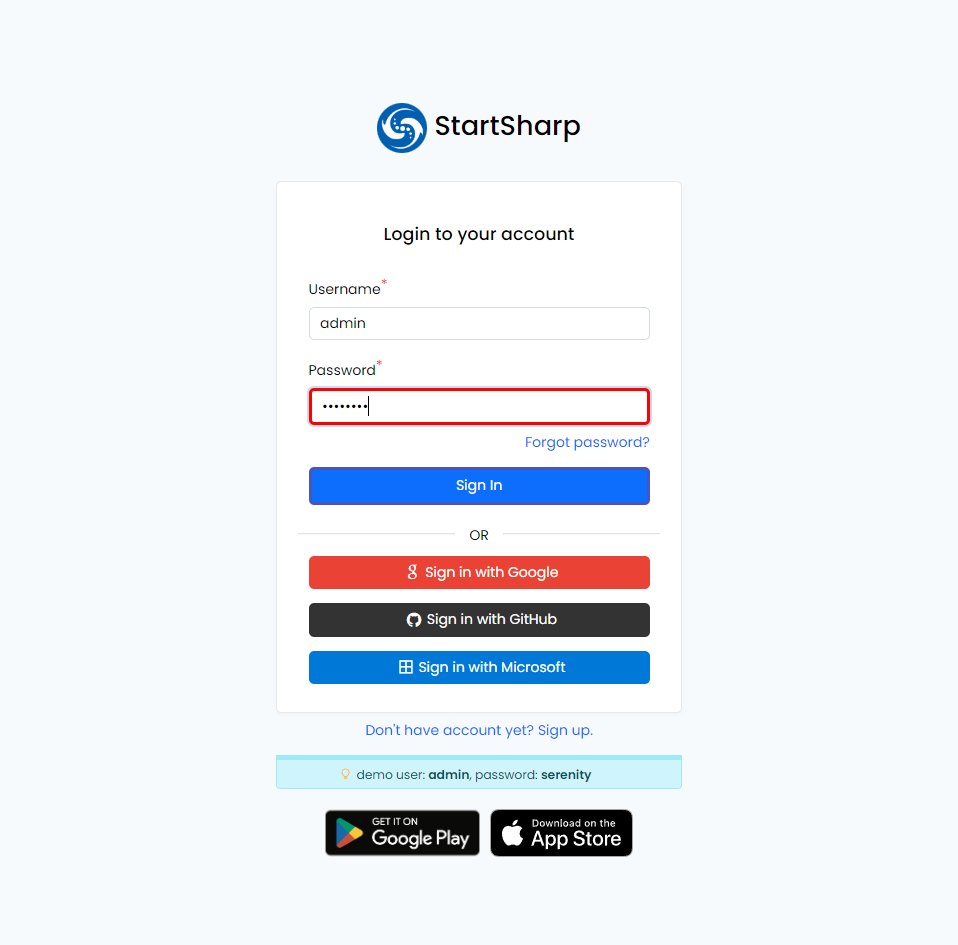 StartSharp
Login to your account
Username*
admin
Password*
••••••••
Forgot password?
Sign In
OR
Sign in with Google
Sign in with GitHub
Sign in with Microsoft
Don't have account yet? Sign up.
demo user: admin, password: serenity
GET IT ON
Google Play
Download on the
App Store